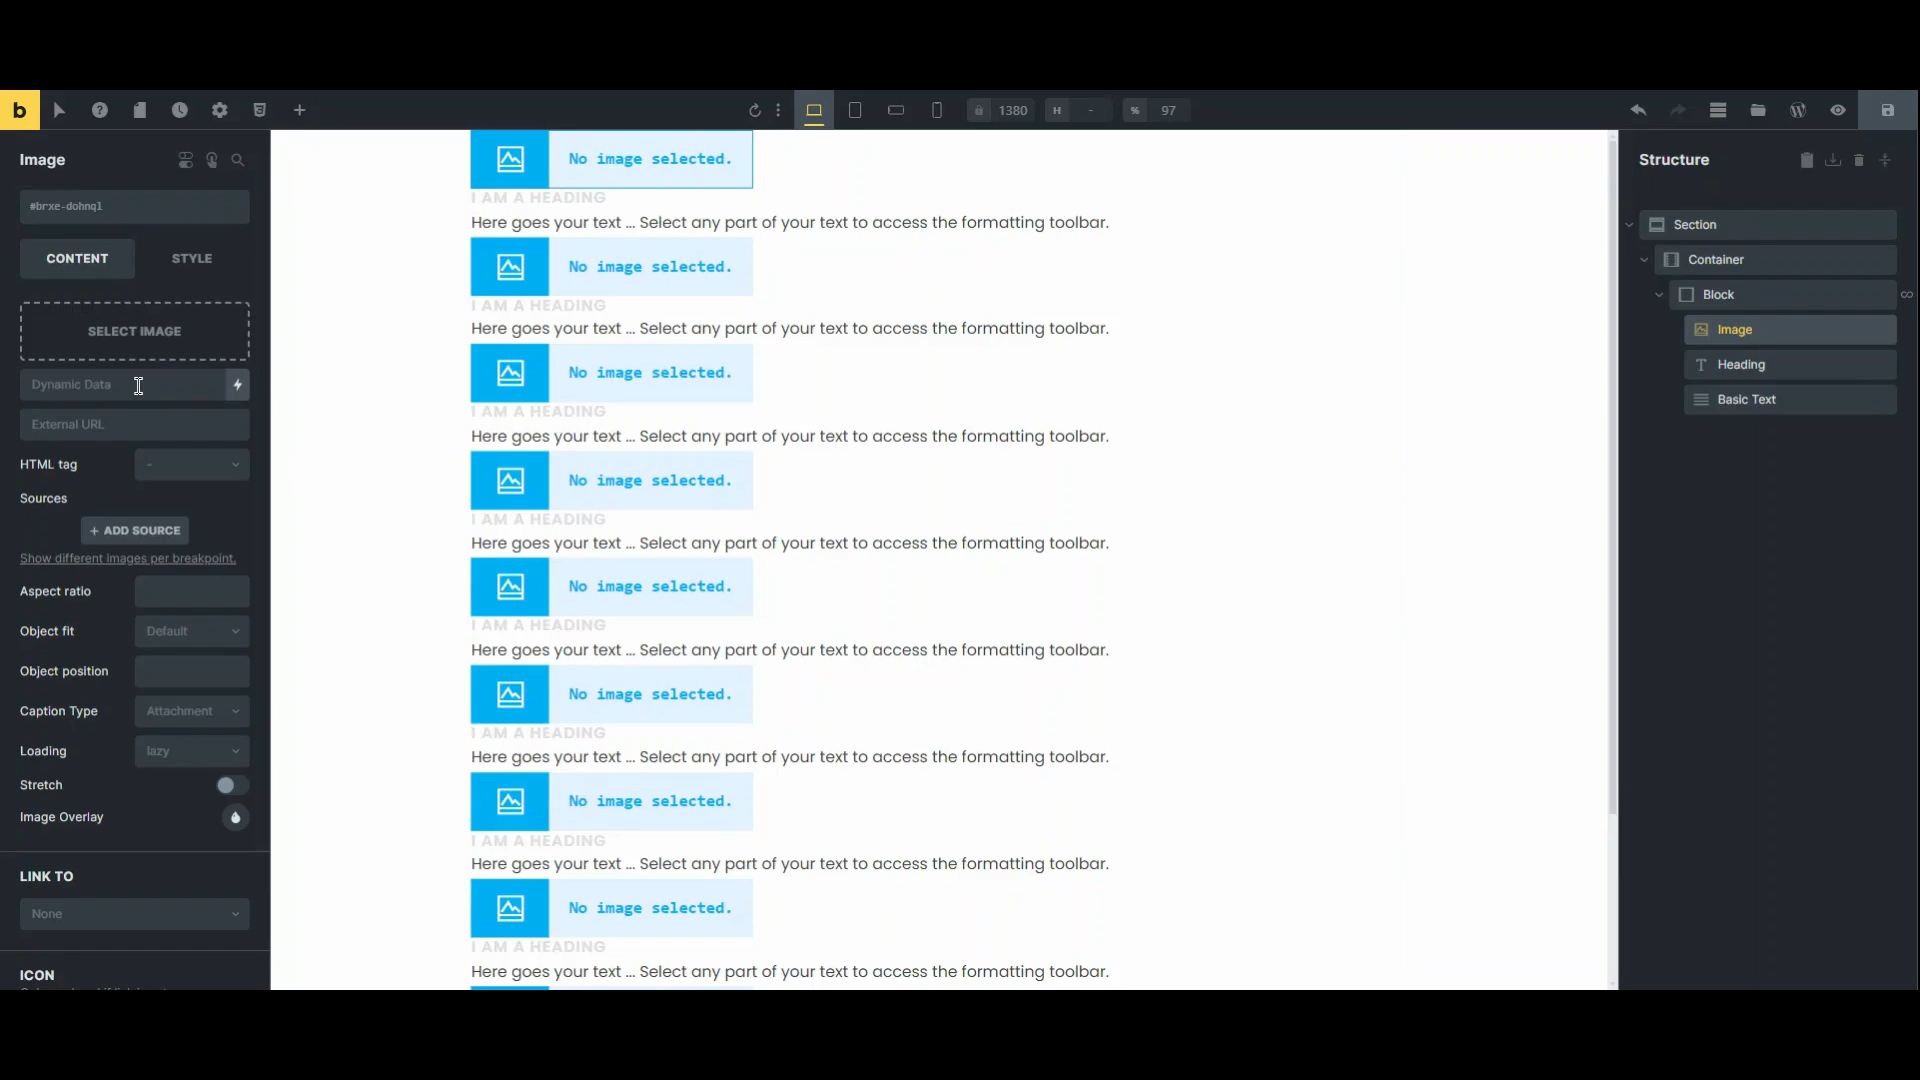 b
1380
H
-
%
97
Image
#brxe-dohnql
CONTENT
STYLE
SELECT IMAGE
Dynamic Data
External URL
HTML tag
-
Sources
+ ADD SOURCE
Show different images per breakpoint.
Aspect ratio
Object fit
Default
Object position
Caption Type
Attachment
Loading
lazy
Stretch
Image Overlay
LINK TO
None
ICON
No image selected.
I AM A HEADING
Here goes your text ... Select any part of your text to access the formatting toolbar.
No image selected.
I AM A HEADING
Here goes your text ... Select any part of your text to access the formatting toolbar.
No image selected.
I AM A HEADING
Here goes your text ... Select any part of your text to access the formatting toolbar.
No image selected.
I AM A HEADING
Here goes your text ... Select any part of your text to access the formatting toolbar.
No image selected.
I AM A HEADING
Here goes your text ... Select any part of your text to access the formatting toolbar.
No image selected.
I AM A HEADING
Here goes your text ... Select any part of your text to access the formatting toolbar.
No image selected.
I AM A HEADING
Here goes your text ... Select any part of your text to access the formatting toolbar.
No image selected.
I AM A HEADING
Here goes your text ... Select any part of your text to access the formatting toolbar.
Structure
Section
Container
Block
Image
Heading
Basic Text